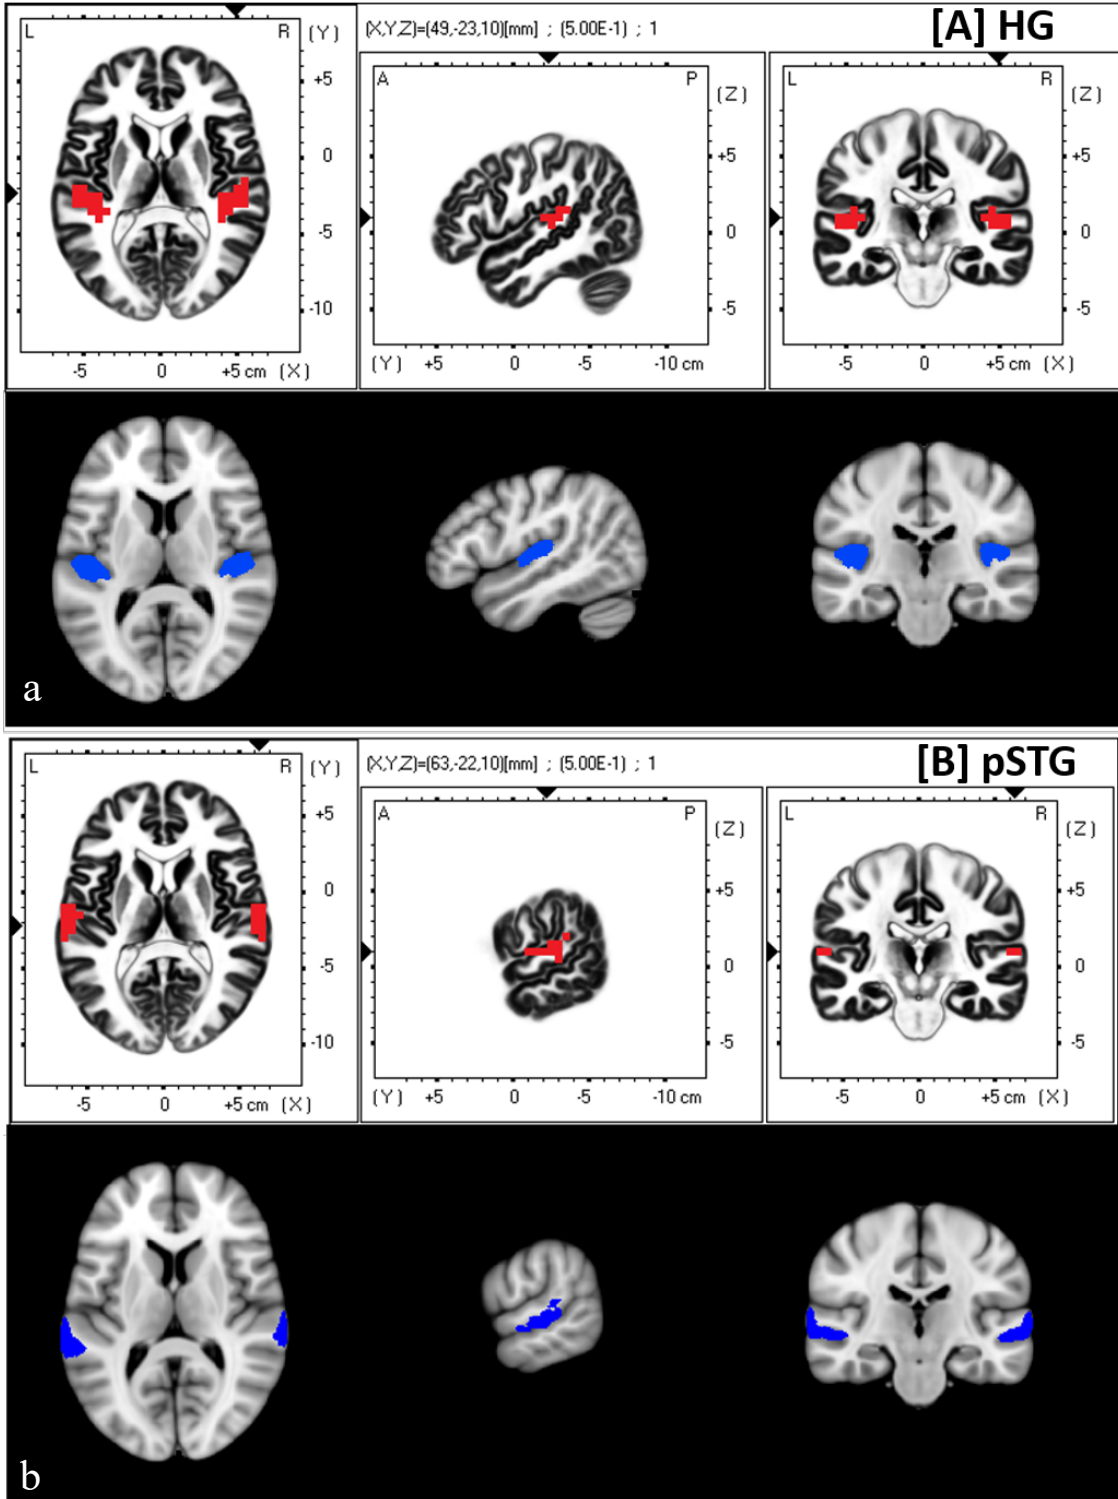 [A] HG
L R (Y) (X,Y,Z)=(49,-23,10)[mm] ; (5.00E-1) ; 1
+5
0
-5
-10
-5 0 +5 cm (X)
A P (Z)
+5
0
-5
(Y) +5 0 -5 -10 cm
L R (Z)
+5
0
-5
-5 0 +5 cm (X)
a
[B] pSTG
L R (Y) (X,Y,Z)=(63,-22,10)[mm] ; (5.00E-1) ; 1
+5
0
-5
-10
-5 0 +5 cm (X)
A P (Z)
+5
0
-5
(Y) +5 0 -5 -10 cm
L R (Z)
+5
0
-5
-5 0 +5 cm (X)
b